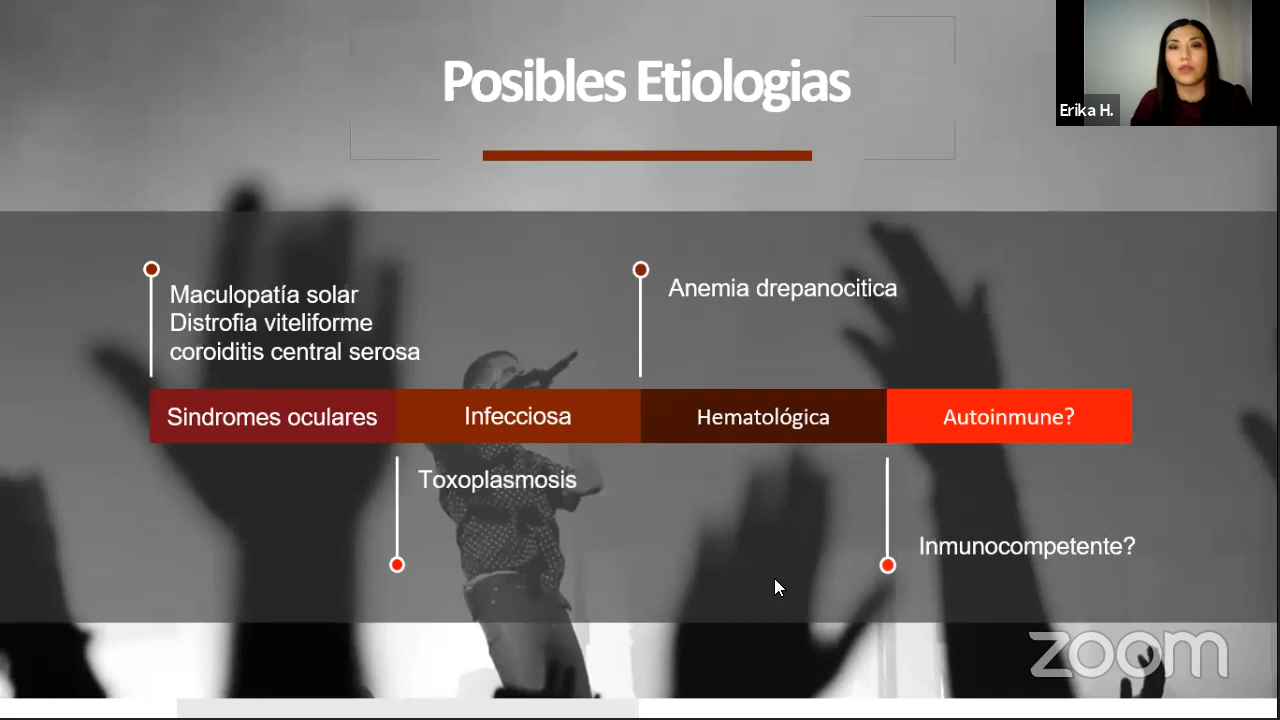 Posibles Etiologias
Erika H.
Maculopatía solar
Distrofia viteliforme
coroiditis central serosa
Anemia drepanocitica
Sindromes oculares
Infecciosa
Hematológica
Autoinmune?
Toxoplasmosis
Inmunocompetente?
zoom